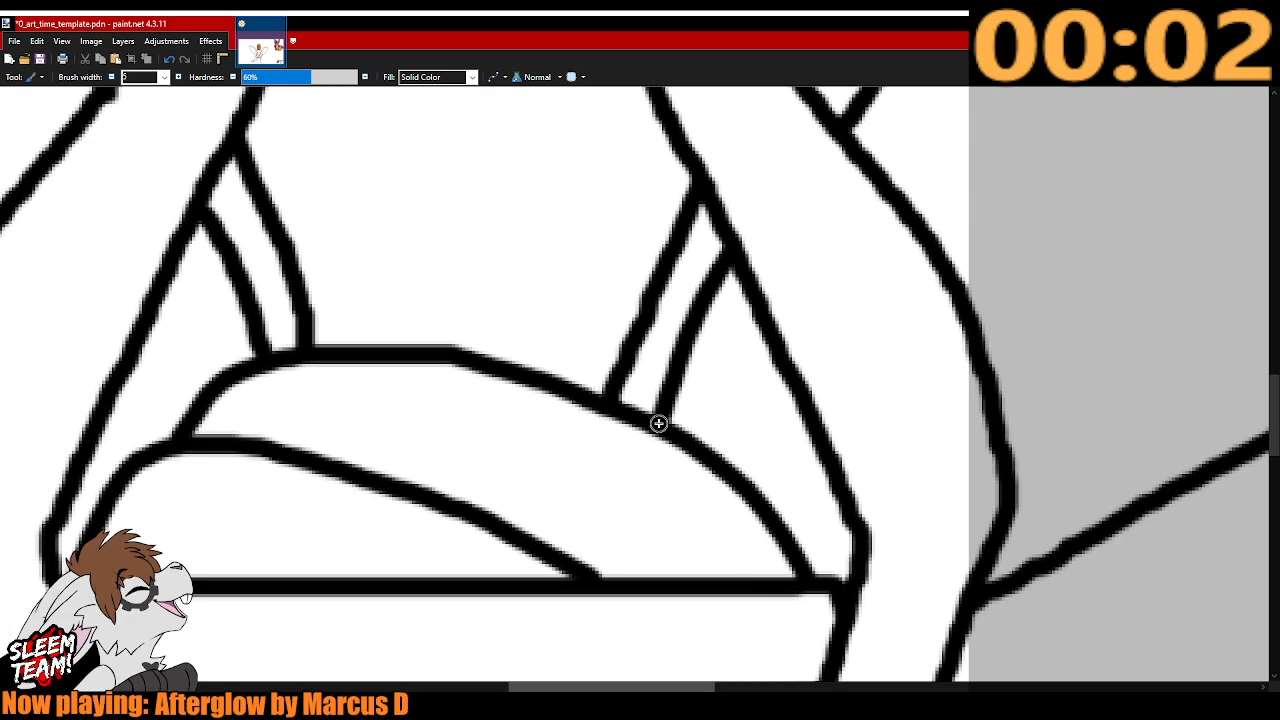 *0_art_time_template.pdn - paint.net 4.3.11
00:02
File Edit View Image Layers Adjustments Effects
Tool: Brush width: 5 Hardness: 60% Fill: Solid Color Normal
SLEEM
TEAM!
Now playing: Afterglow by Marcus D